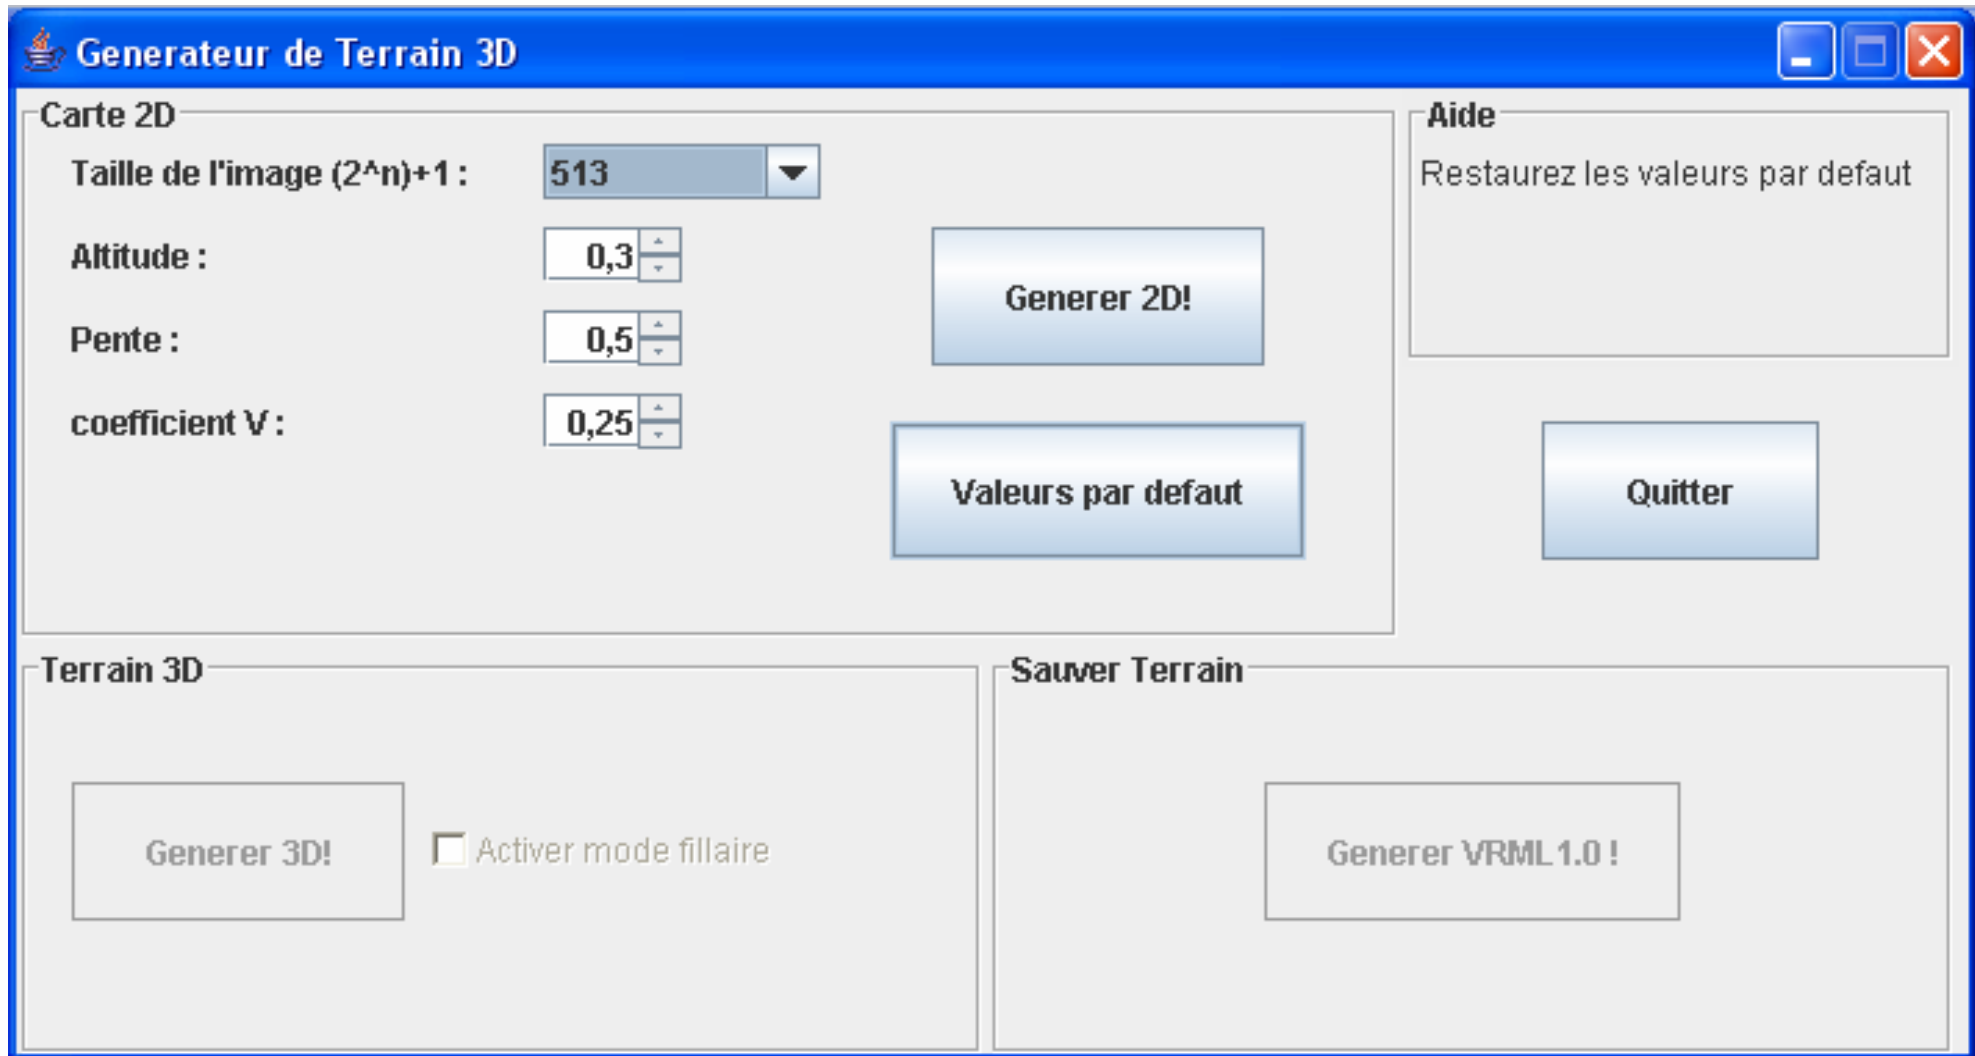 Generateur de Terrain 3D
Carte 2D
Taille de l'image (2^n)+1 :
513
Altitude :
0,3
Pente :
0,5
coefficient V :
0,25
Generer 2D!
Valeurs par defaut
Aide
Restaurez les valeurs par defaut
Quitter
Terrain 3D
Generer 3D!
Activer mode fillaire
Sauver Terrain
Generer VRML1.0 !